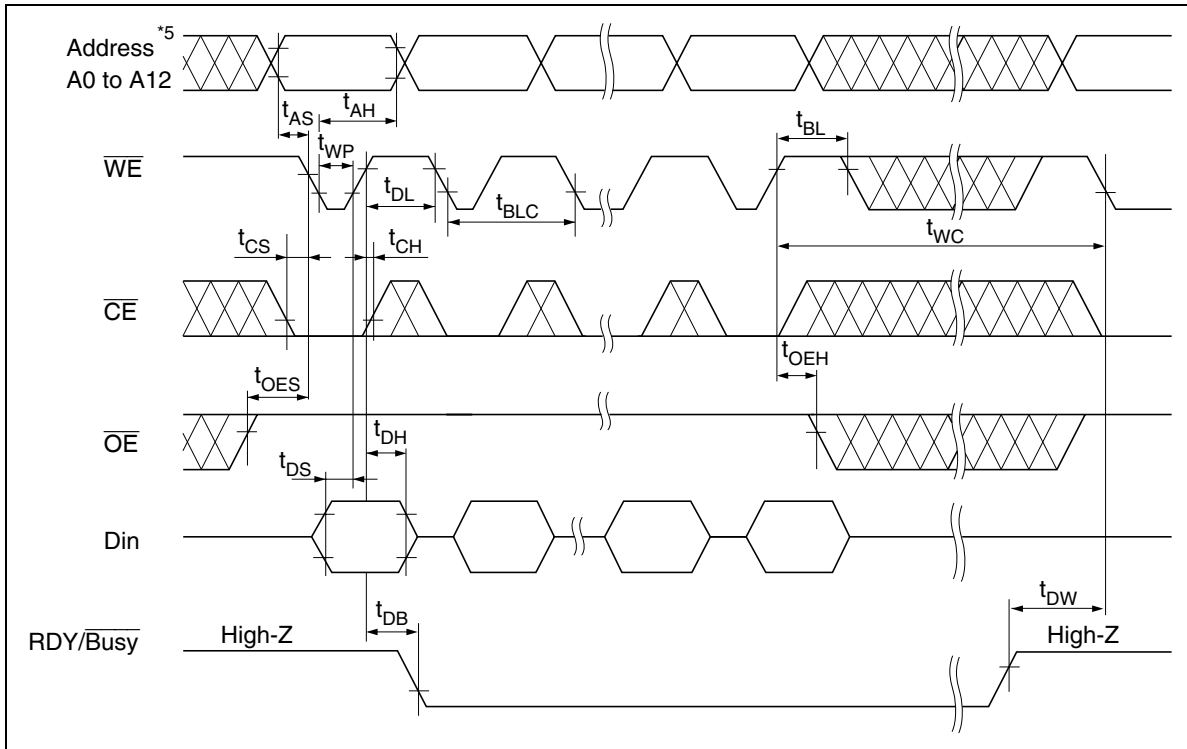 Address *5
A0 to A12
tAS
tAH
tWP
tBL
WE
tDL
tBLC
tWC
tCS
tCH
CE
tOEH
tOES
OE
tDH
tDS
Din
tDB
tDW
RDY/Busy
High-Z
High-Z